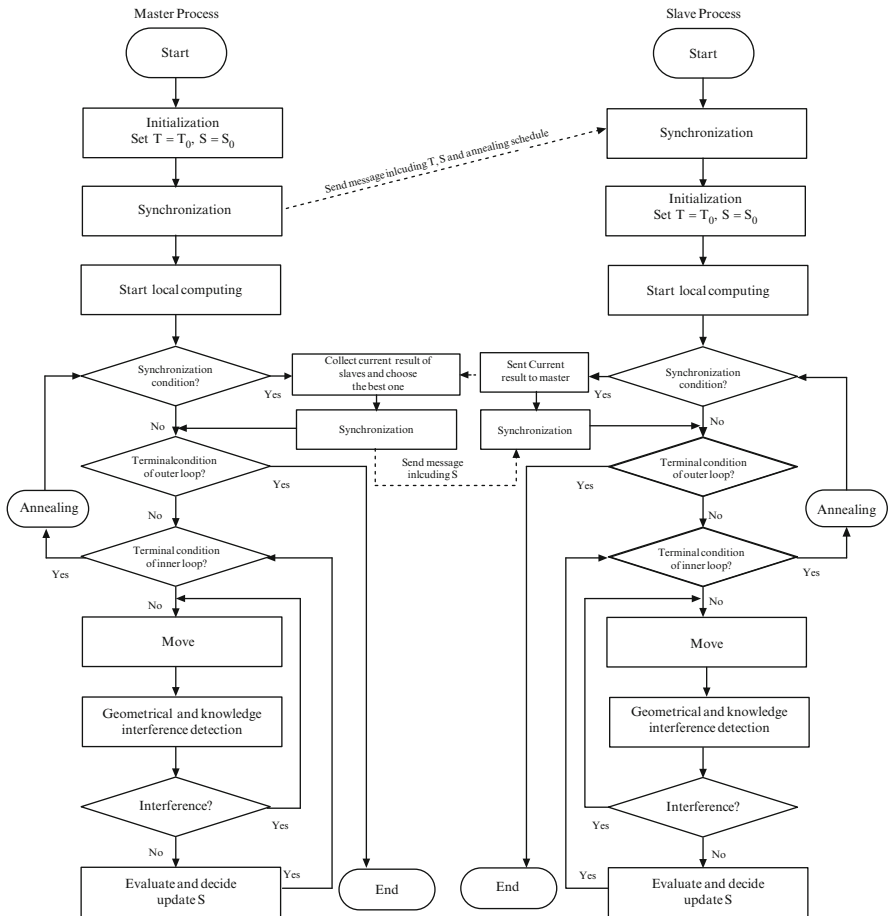 Master Process
Start
Initialization
Set T = T0, S = S0
Synchronization
Start local computing
Synchronization
condition?
Yes
No
Terminalcondition
of outer loop?
Yes
No
Annealing
Terminal condition
of inner loop?
Yes
No
Move
Geometrical and knowledge
interference detection
Interference?
Yes
No
Evaluate and decide
update S
Yes
End
Send message inlcuding T, S and annealing schedule
Collect current result of
slaves and choose
the best one
Synchronization
Send message
inlcuding S
Sent Current
result to master
Synchronization
Slave Process
Start
Synchronization
Initialization
Set T = T0, S = S0
Start local computing
Synchronization
condition?
Yes
No
Terminal condition
of outer loop?
Yes
No
Annealing
Terminal condition
of inner loop?
Yes
No
Move
Geometrical and knowledge
interference detection
Interference?
Yes
No
Evaluate and decide
update S
Yes
End